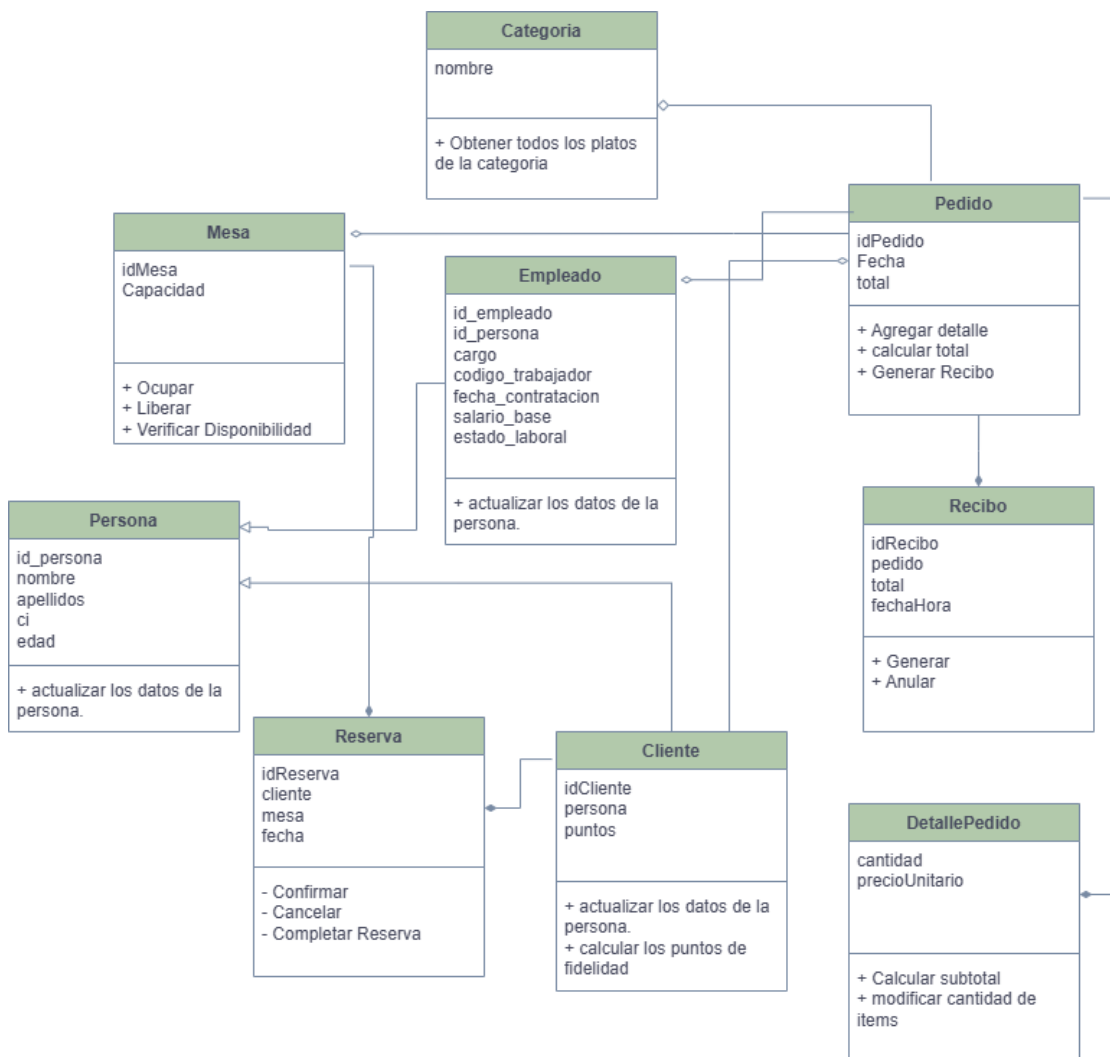 Categoria
nombre
+ Obtener todos los platos
de la categoria
Pedido
idPedido
Fecha
total
+ Agregar detalle
+ calcular total
+ Generar Recibo
Mesa
idMesa
Capacidad
+ Ocupar
+ Liberar
+ Verificar Disponibilidad
Empleado
id_empleado
id_persona
cargo
codigo_trabajador
fecha_contratacion
salario_base
estado_laboral
+ actualizar los datos de la
persona.
Persona
id_persona
nombre
apellidos
ci
edad
+ actualizar los datos de la
persona.
Recibo
idRecibo
pedido
total
fechaHora
+ Generar
+ Anular
Reserva
idReserva
cliente
mesa
fecha
- Confirmar
- Cancelar
- Completar Reserva
Cliente
idCliente
persona
puntos
+ actualizar los datos de la
persona.
+ calcular los puntos de
fidelidad
DetallePedido
cantidad
precioUnitario
+ Calcular subtotal
+ modificar cantidad de
items